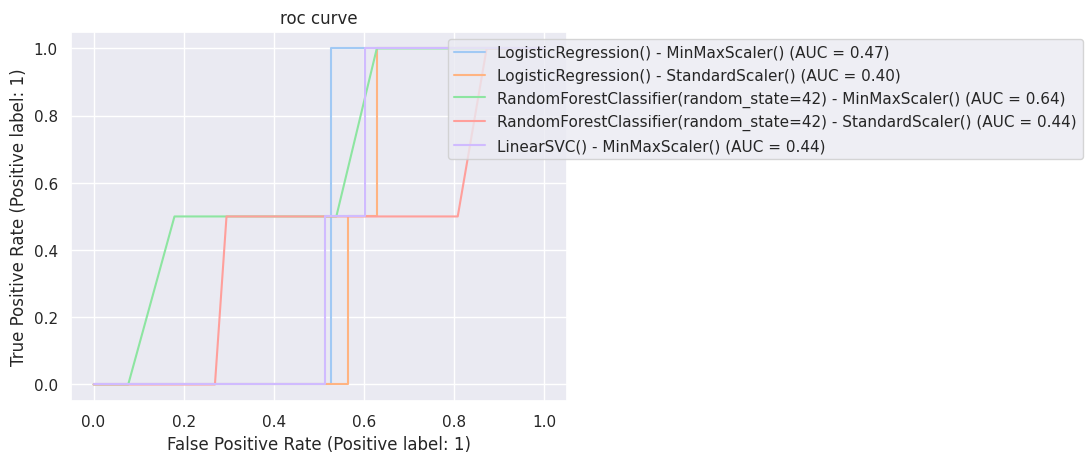 roc curve
LogisticRegression() - MinMaxScaler() (AUC = 0.47)
LogisticRegression() - StandardScaler() (AUC = 0.40)
RandomForestClassifier(random_state=42) - MinMaxScaler() (AUC = 0.64)
RandomForestClassifier(random_state=42) - StandardScaler() (AUC = 0.44)
LinearSVC() - MinMaxScaler() (AUC = 0.44)
True Positive Rate (Positive label: 1)
1.0
0.8
0.6
0.4
0.2
0.0
0.0 0.2 0.4 0.6 0.8 1.0
False Positive Rate (Positive label: 1)